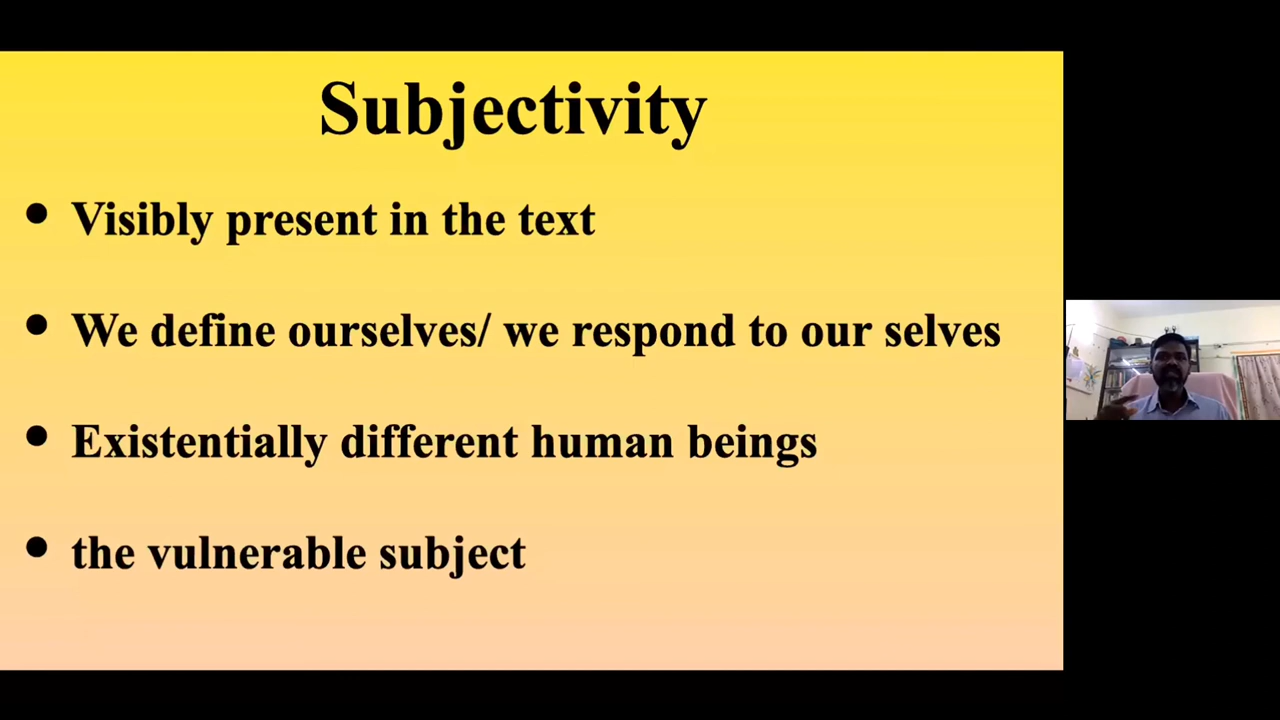 Subjectivity
• Visibly present in the text
• We define ourselves/ we respond to our selves
• Existentially different human beings
• the vulnerable subject